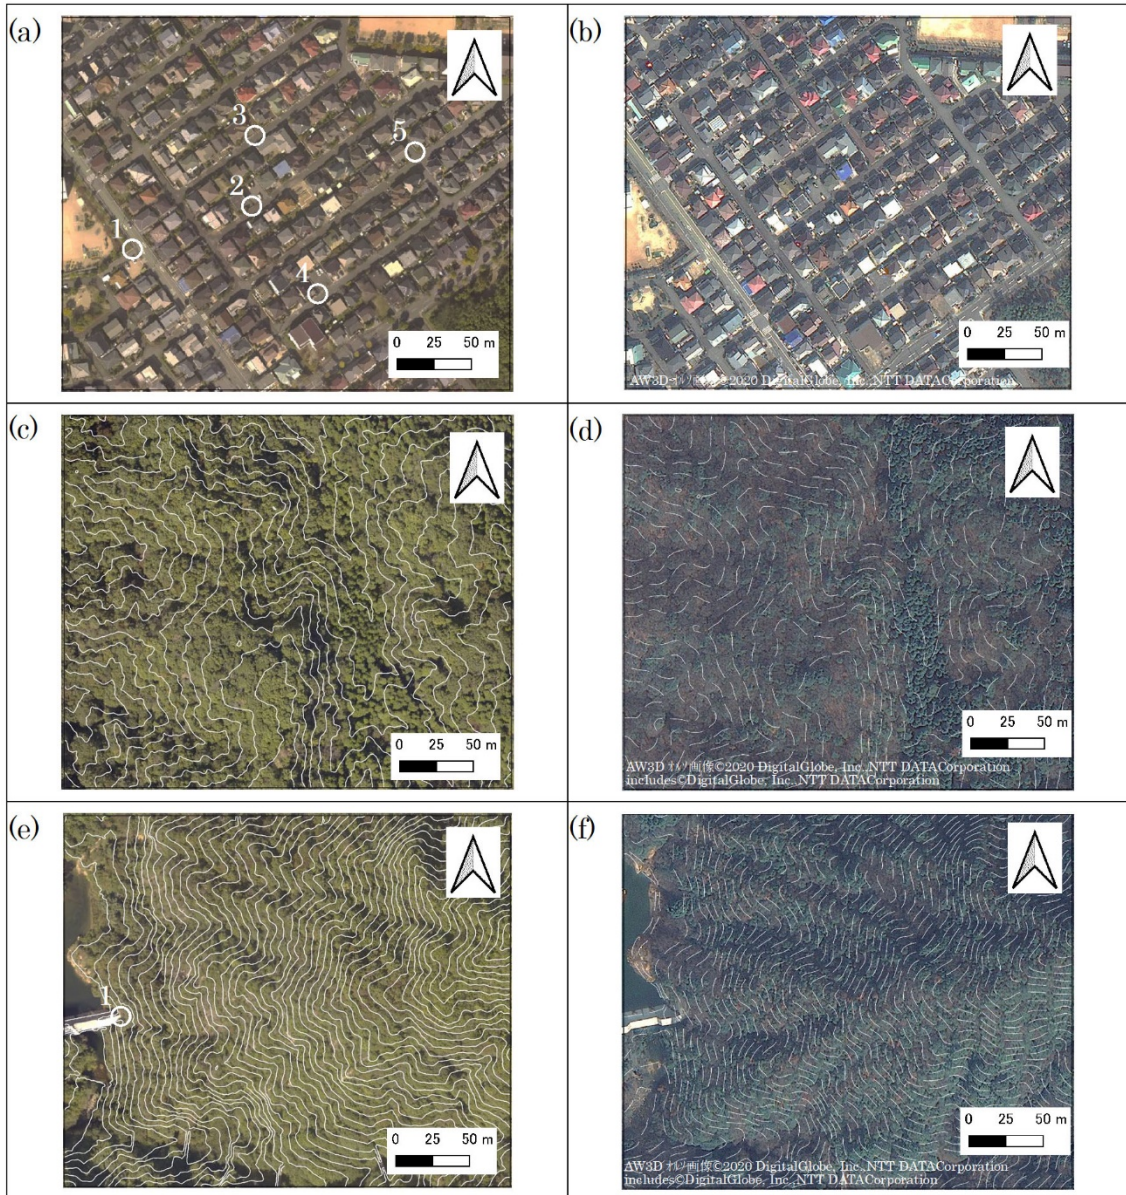 (a)
1
2
3
4
5
0 25 50 m
(b)
0 25 50 m
AW3D ｵﾙｿ画像©2020 DigitalGlobe, Inc.,NTT DATACorporation
(c)
0 25 50 m
(d)
0 25 50 m
AW3D ｵﾙｿ画像©2020 DigitalGlobe, Inc.,NTT DATACorporation
includes©DigitalGlobe, Inc.,NTT DATACorporation
(e)
1
0 25 50 m
(f)
0 25 50 m
AW3D ｵﾙｿ画像©2020 DigitalGlobe, Inc.,NTT DATACorporation
includes©DigitalGlobe, Inc.,NTT DATACorporation